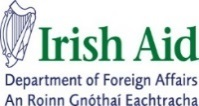 Irish Aid
Department of Foreign Affairs
An Roinn Gnóthaí Eachtracha